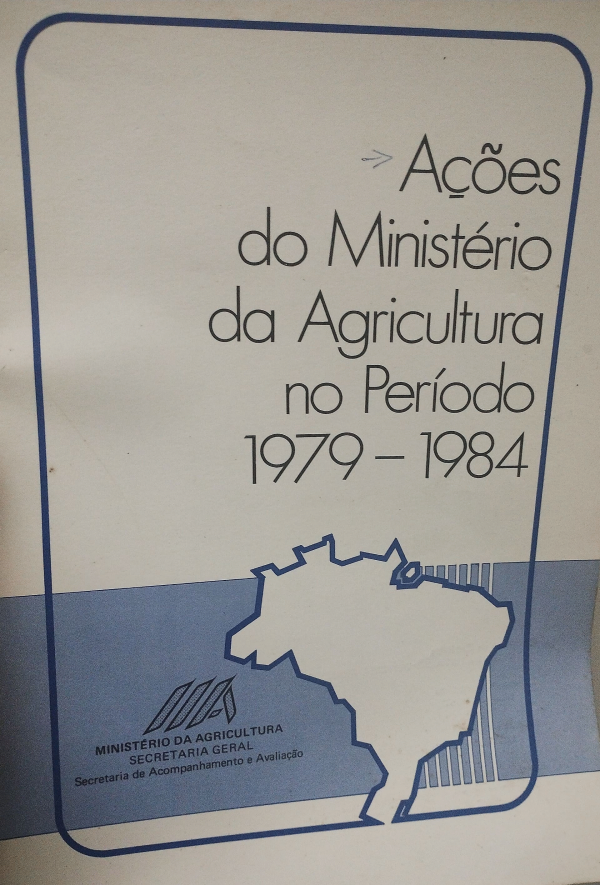 Ações
do Ministério
da Agricultura
no Período
1979 – 1984
MINISTÉRIO DA AGRICULTURA
SECRETARIA GERAL
Secretaria de Acompanhamento e Avaliação